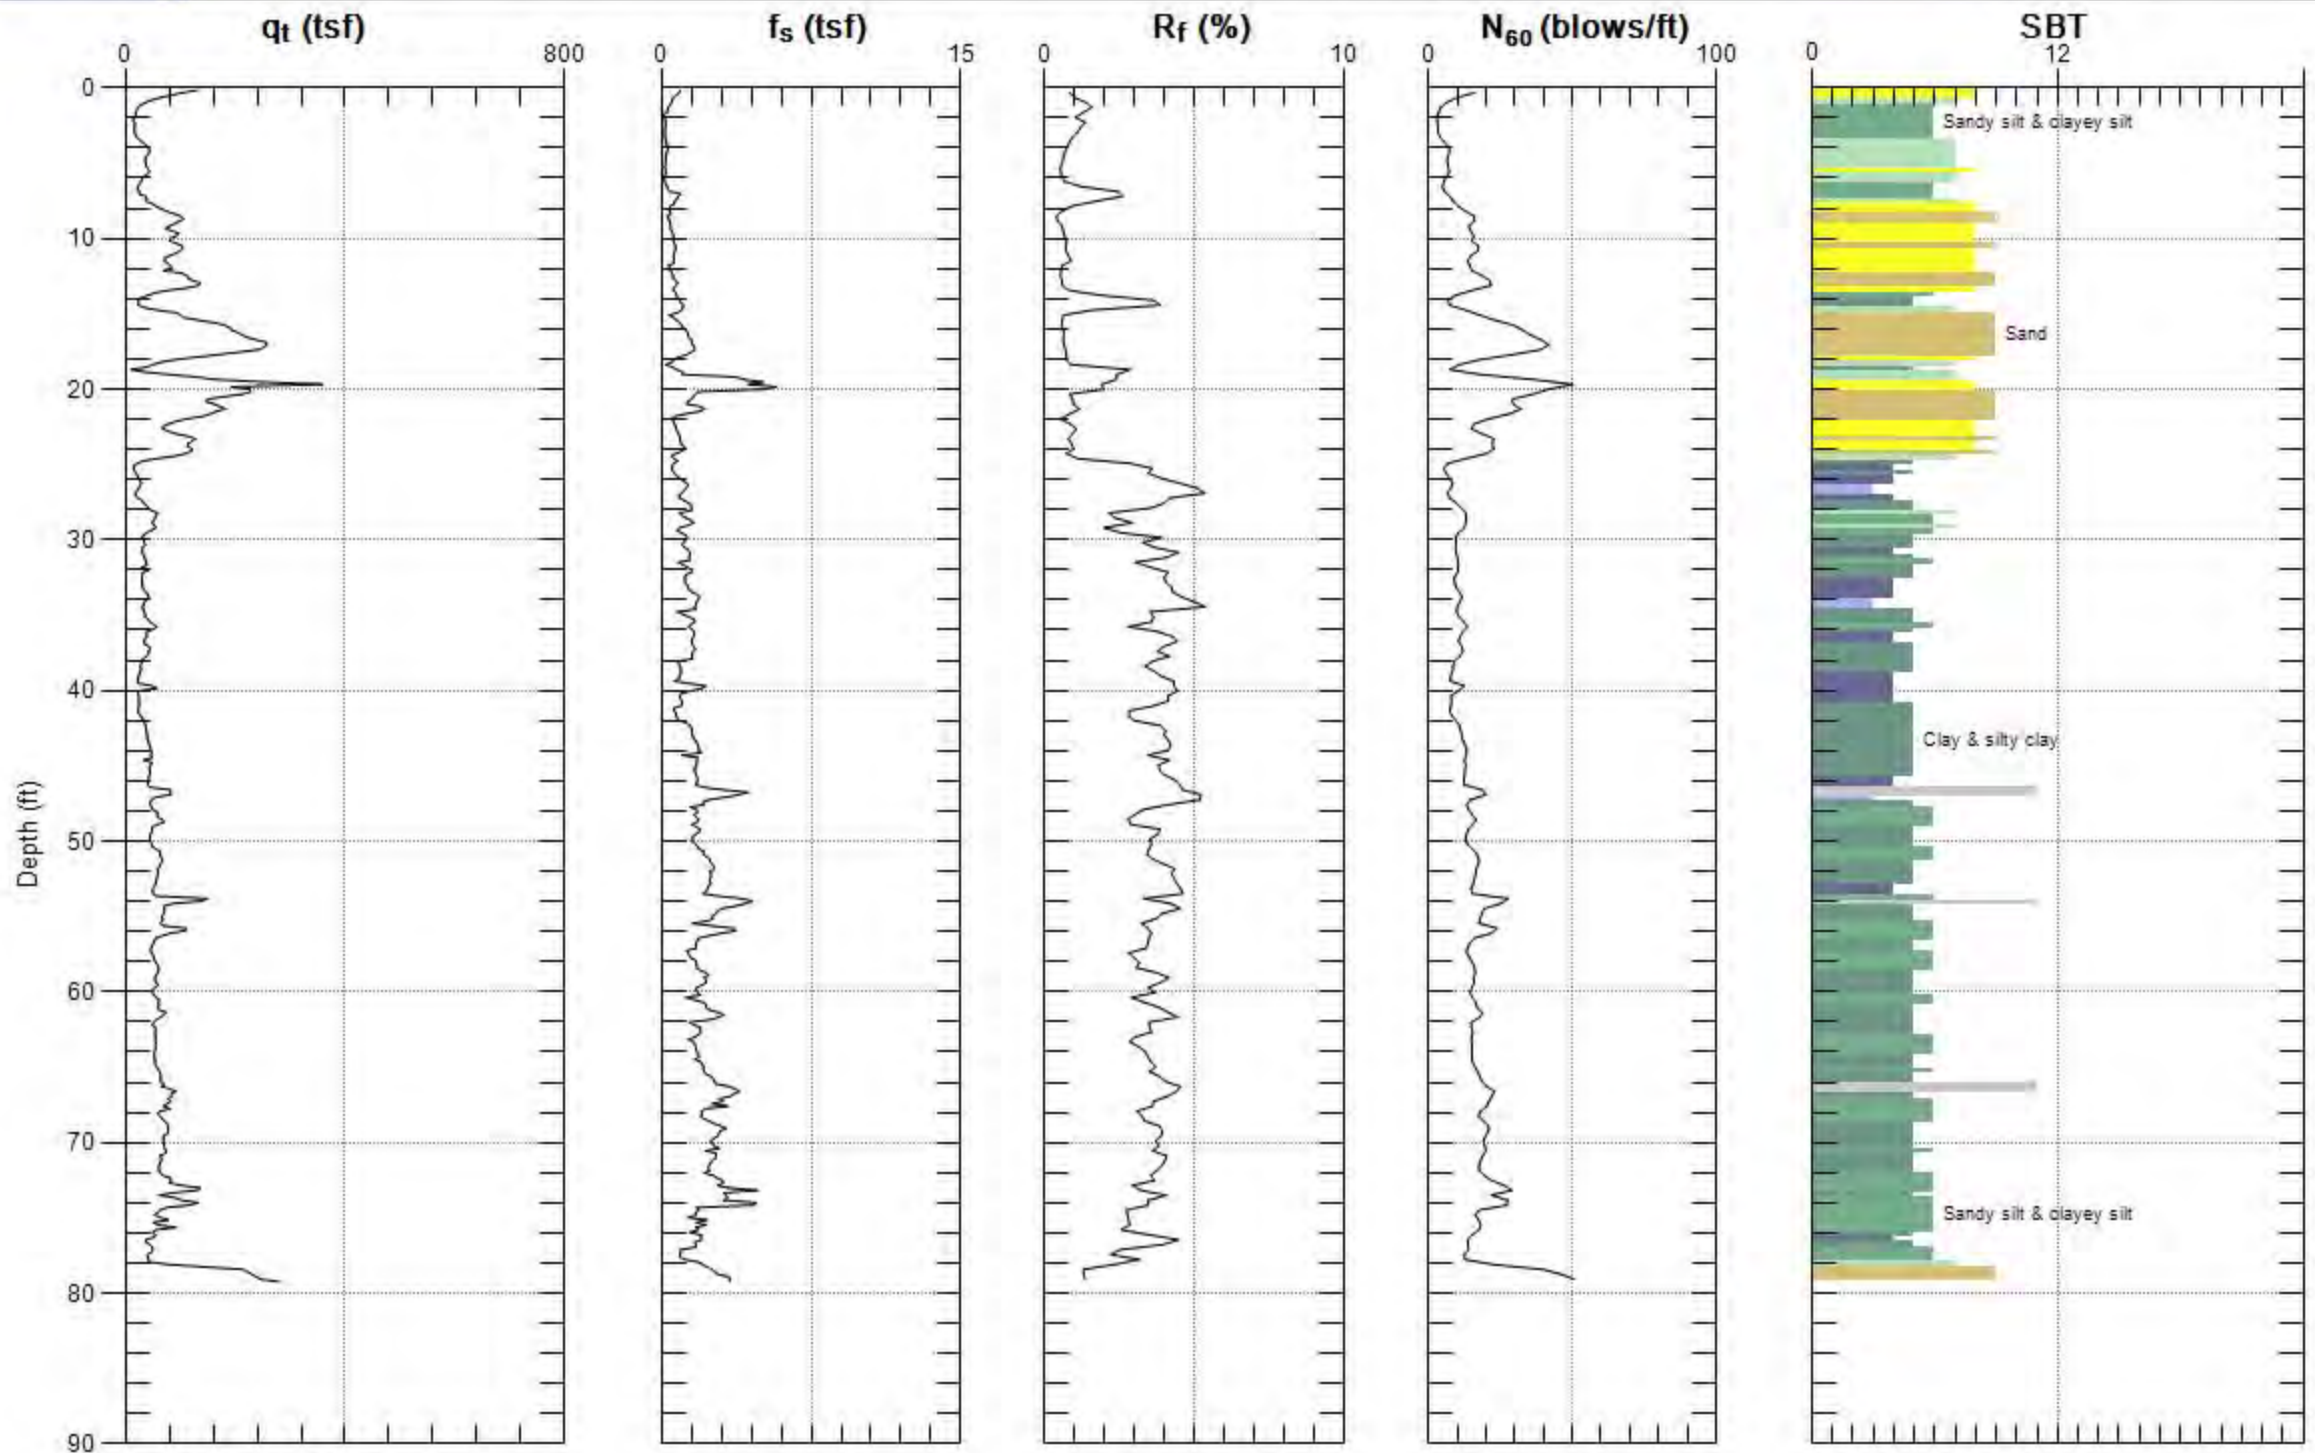 qt (tsf)
fs (tsf)
Rf (%)
N60 (blows/ft)
SBT
0
800
0
15
0
10
0
100
0
12
0
Sandy silt & clayey silt
10
Sand
20
30
40
Clay & silty clay
Depth (ft)
50
60
70
Sandy silt & clayey silt
80
90